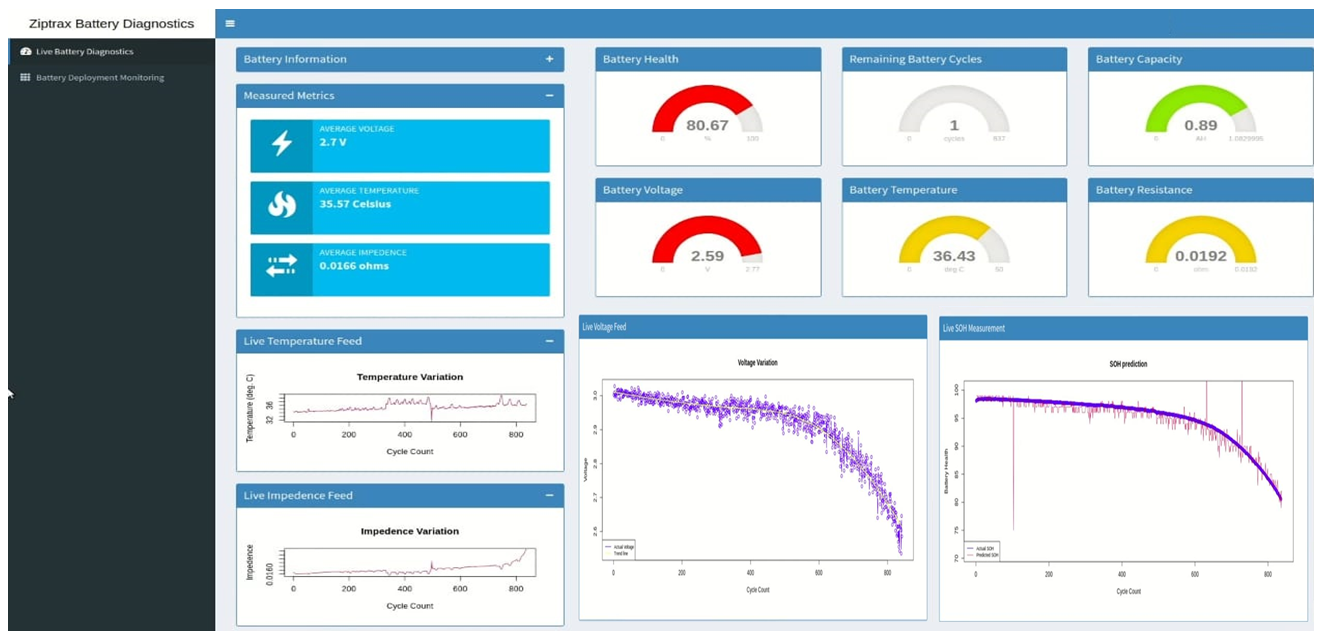 Ziptrax Battery Diagnostics
Live Battery Diagnostics
Battery Deployment Monitoring
Battery Information
Measured Metrics
AVERAGE VOLTAGE
2.7 V
AVERAGE TEMPERATURE
35.57 Celsius
AVERAGE IMPEDENCE
0.0166 ohms
Battery Health
80.67
0 % 100
Remaining Battery Cycles
1
0 cycles 837
Battery Capacity
0.89
0 AH 1.0829995
Battery Voltage
2.59
0 V 2.77
Battery Temperature
36.43
0 deg C 50
Battery Resistance
0.0192
0 ohm 0.0192
Live Temperature Feed
Temperature Variation
Temperature (deg. C)
32 36
0 200 400 600 800
Cycle Count
Live Impedence Feed
Impedence Variation
Impedence
0.0160
0 200 400 600 800
Cycle Count
Live Voltage Feed
Voltage Variation
Voltage
3.0
2.9
2.8
2.7
2.6
Actual Voltage
Trend line
0 200 400 600 800
Cycle Count
Live SOH Measurement
SOH prediction
Battery Health
100
95
90
85
80
75
70
Actual SOH
Predicted SOH
0 200 400 600 800
Cycle Count